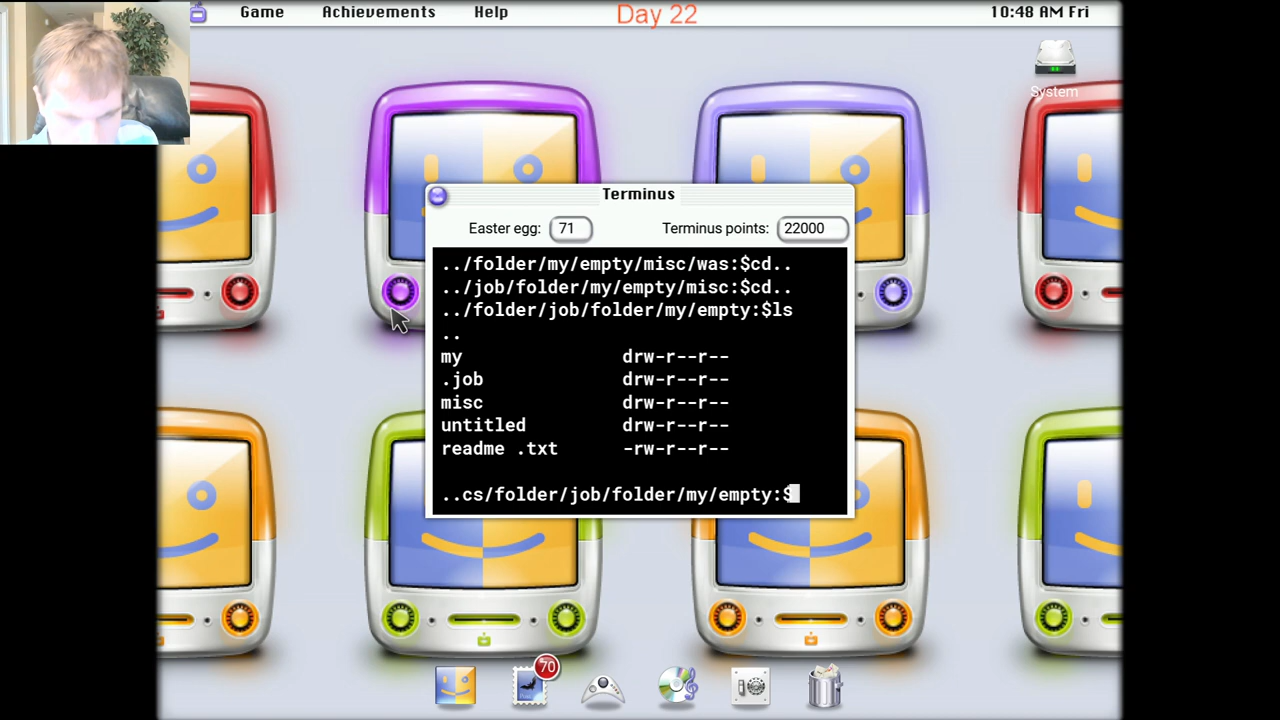 Game Achievements Help Day 22 10:48 AM Fri
System
Terminus
Easter egg: 71 Terminus points: 22000
../folder/my/empty/misc/was:$cd..
../job/folder/my/empty/misc:$cd..
../folder/job/folder/my/empty:$ls
..
my drw-r--r--
.job drw-r--r--
misc drw-r--r--
untitled drw-r--r--
readme .txt -rw-r--r--
..cs/folder/job/folder/my/empty:$
70